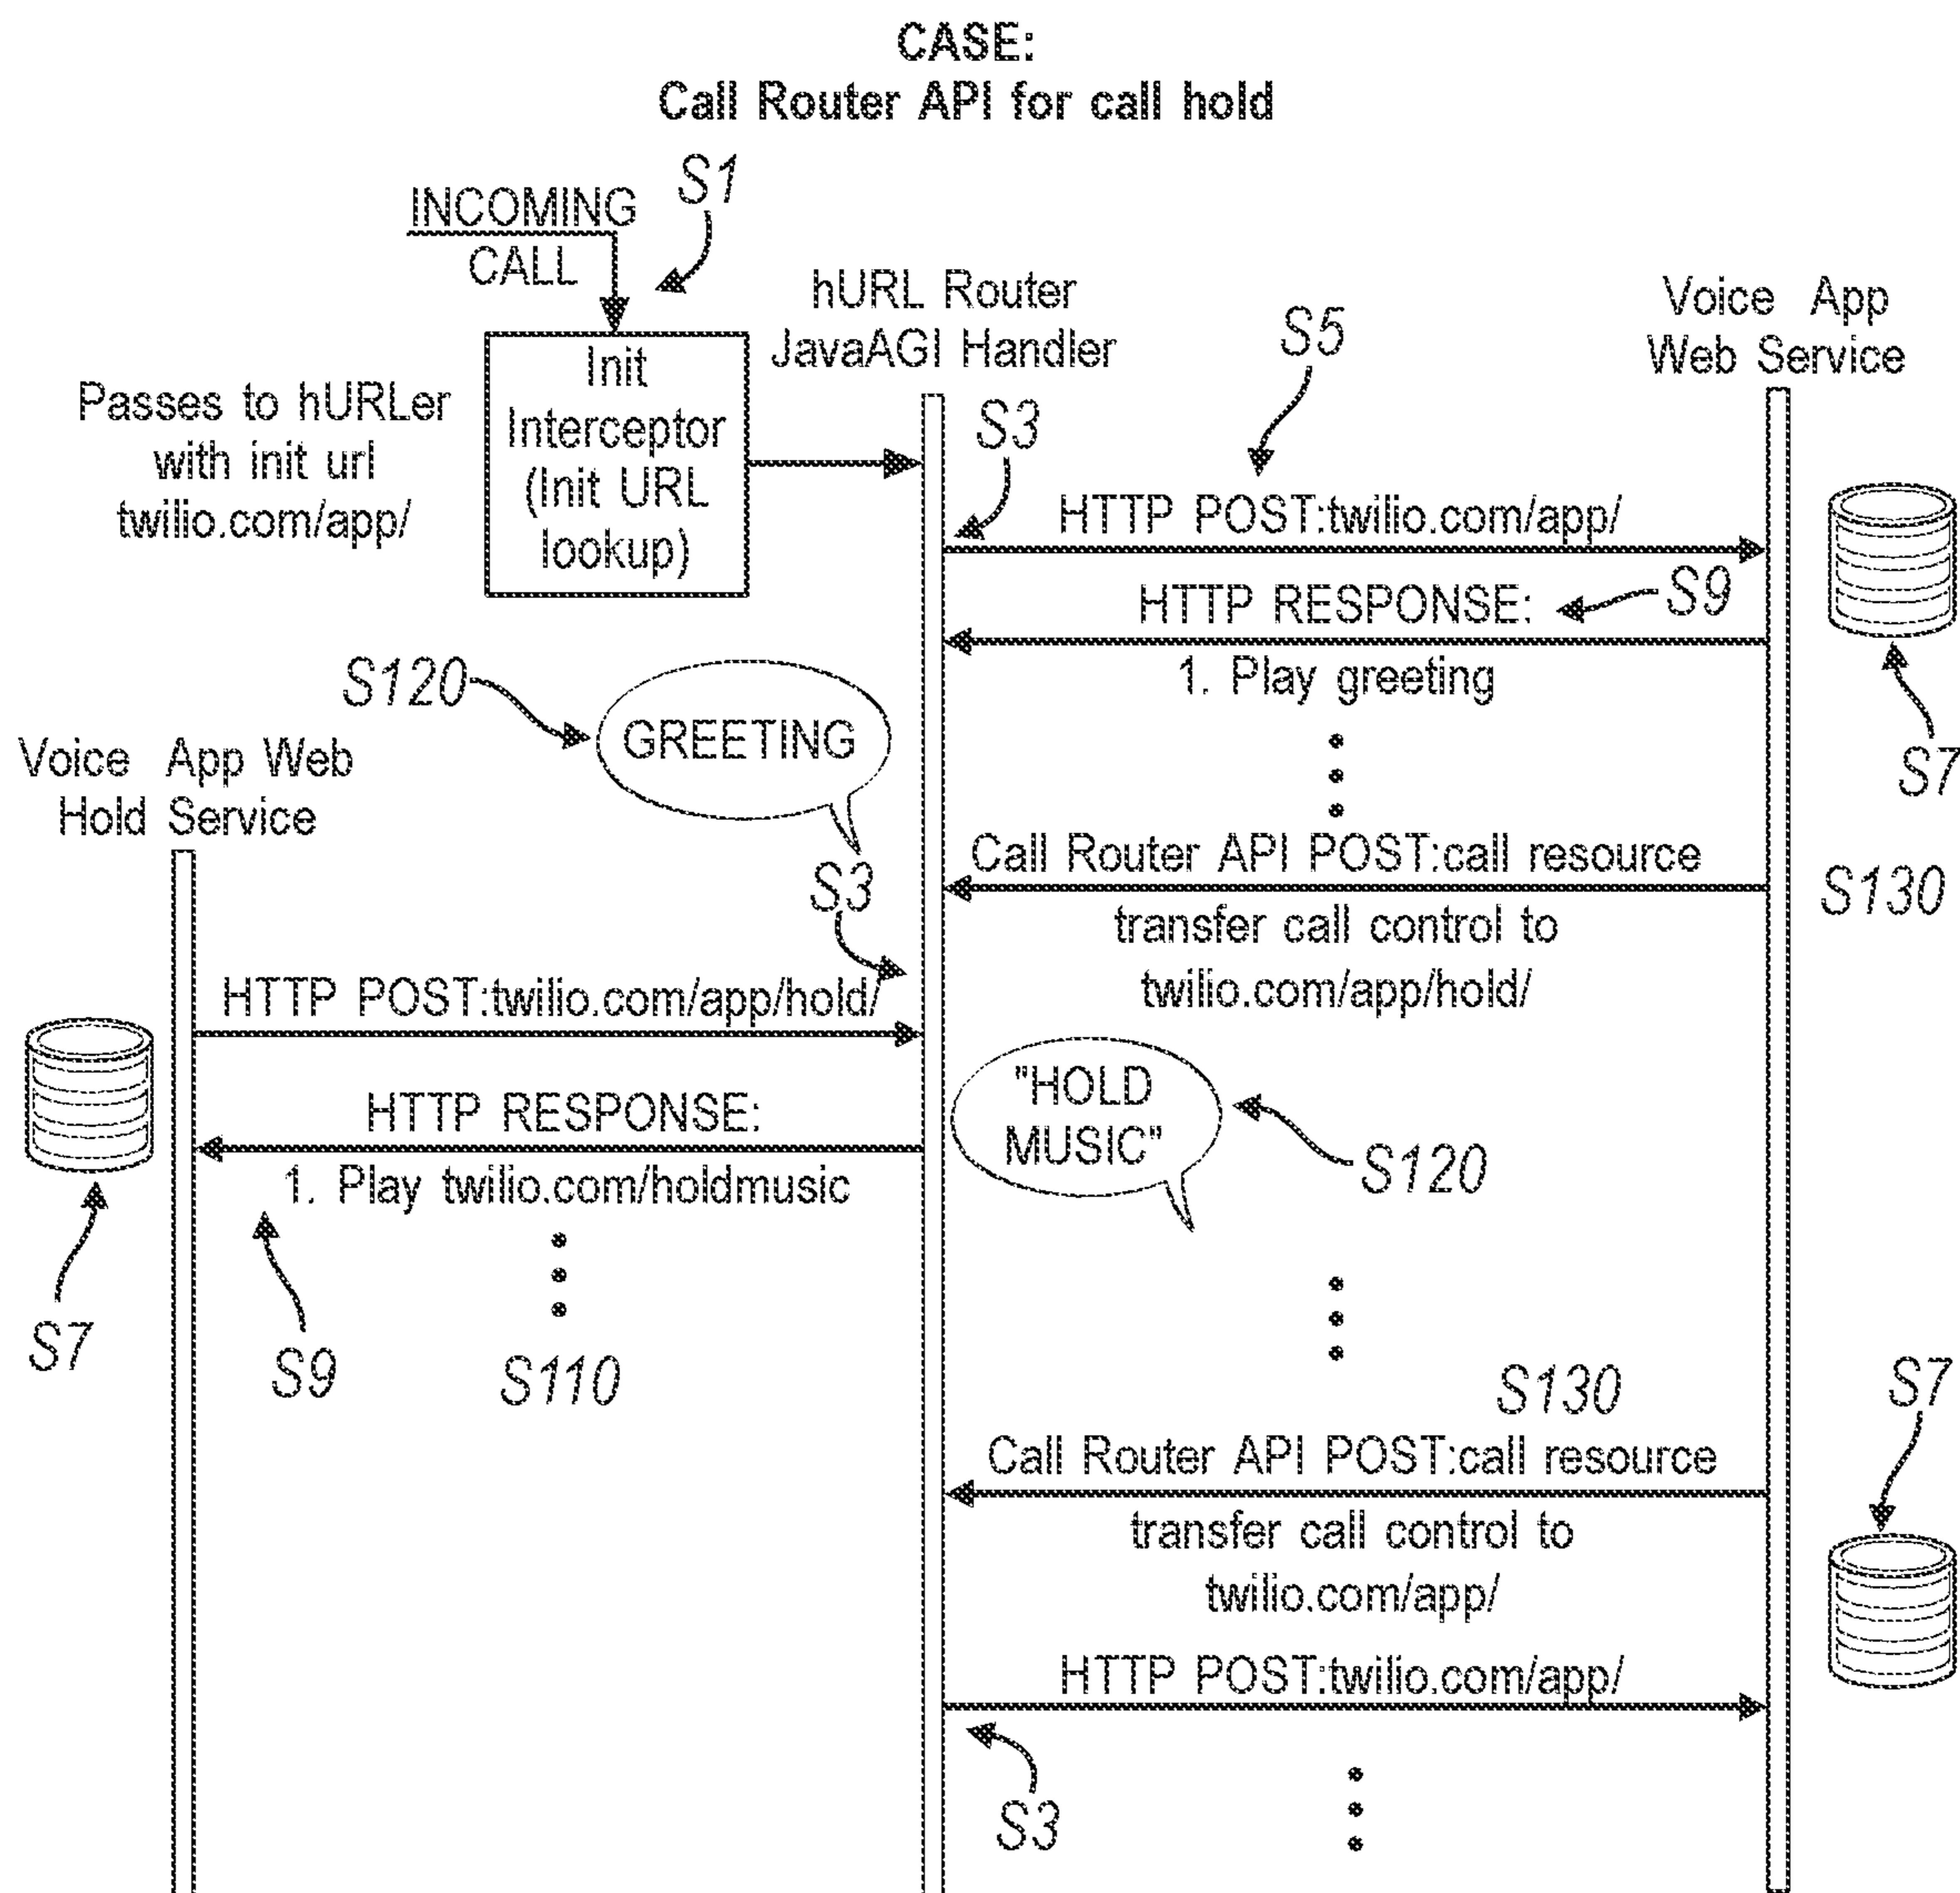 CASE:
Call Router API for call hold
S1
INCOMING
CALL
hURL Router
JavaAGI Handler
Voice App
Web Service
S5
Init
Interceptor
(Init URL
lookup)
Passes to hURLer
with init url
twilio.com/app/
S3
HTTP POST:twilio.com/app/
HTTP RESPONSE:
S9
1. Play greeting
S120
GREETING
S7
Voice App Web
Hold Service
S3
Call Router API POST:call resource
S130
transfer call control to
twilio.com/app/hold/
HTTP POST:twilio.com/app/hold/
"HOLD
MUSIC"
HTTP RESPONSE:
S120
1. Play twilio.com/holdmusic
S7
S9
S110
S130
S7
Call Router API POST:call resource
transfer call control to
twilio.com/app/
HTTP POST:twilio.com/app/
S3